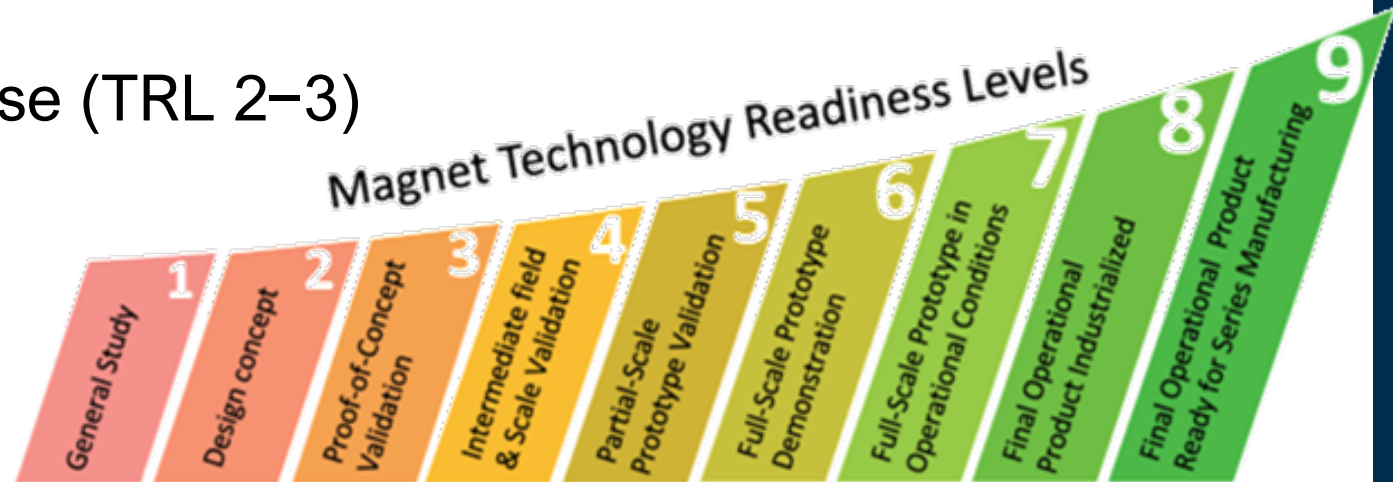 se (TRL 2−3)
Magnet Technology Readiness Levels
1
General Study
2
Design concept
3
Proof-of-Concept
Validation
4
Intermediate field
& Scale Validation
5
Partial-Scale
Prototype Validation
6
Full-Scale Prototype
Demonstration
7
Full-Scale Prototype in
Operational Conditions
8
Final Operational
Product Industrialized
9
Final Operational Product
Ready for Series Manufacturing